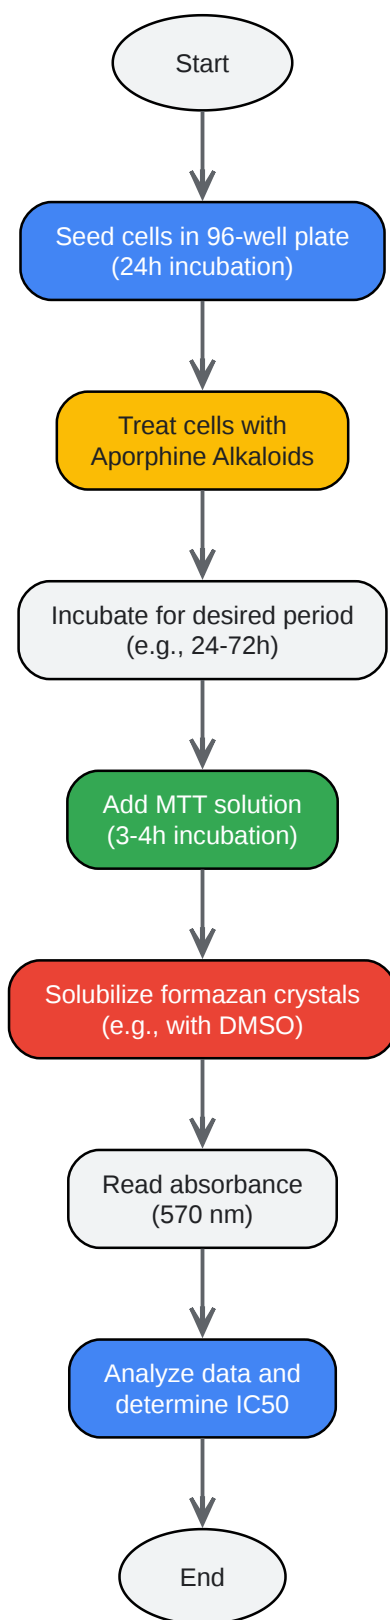 Start
Seed cells in 96-well plate
(24h incubation)
Treat cells with
Aporphine Alkaloids
Incubate for desired period
(e.g., 24-72h)
Add MTT solution
(3-4h incubation)
Solubilize formazan crystals
(e.g., with DMSO)
Read absorbance
(570 nm)
Analyze data and
determine IC50
End